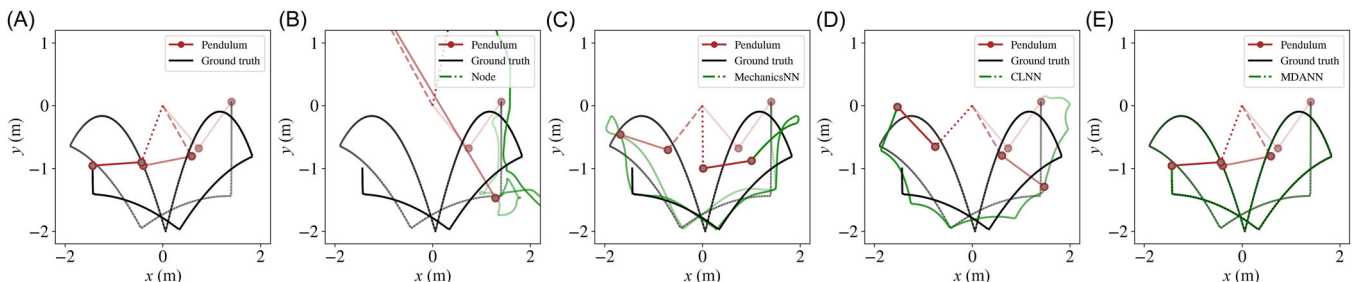 (A)
1
0
−1
−2
y (m)
−2
0
2
x (m)
Pendulum
Ground truth
(B)
1
0
−1
−2
y (m)
−2
0
2
x (m)
Pendulum
Ground truth
Node
(C)
1
0
−1
−2
y (m)
−2
0
2
x (m)
Pendulum
Ground truth
MechanicsNN
(D)
1
0
−1
−2
y (m)
−2
0
2
x (m)
Pendulum
Ground truth
CLNN
(E)
1
0
−1
−2
y (m)
−2
0
2
x (m)
Pendulum
Ground truth
MDANN